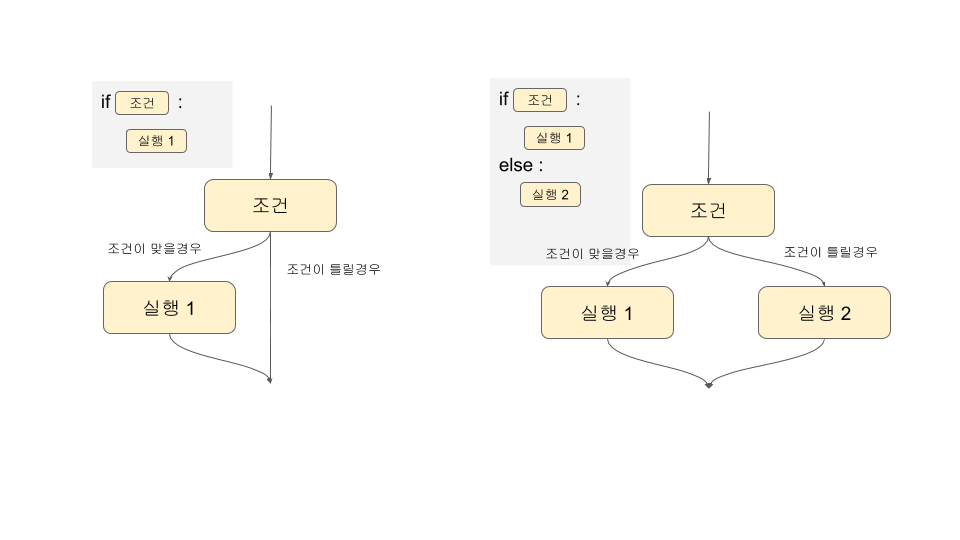 if 조건 :
실행 1
조건
조건이 맞을경우
조건이 틀릴경우
실행 1
if 조건 :
실행 1
else :
실행 2
조건
조건이 맞을경우
조건이 틀릴경우
실행 1
실행 2